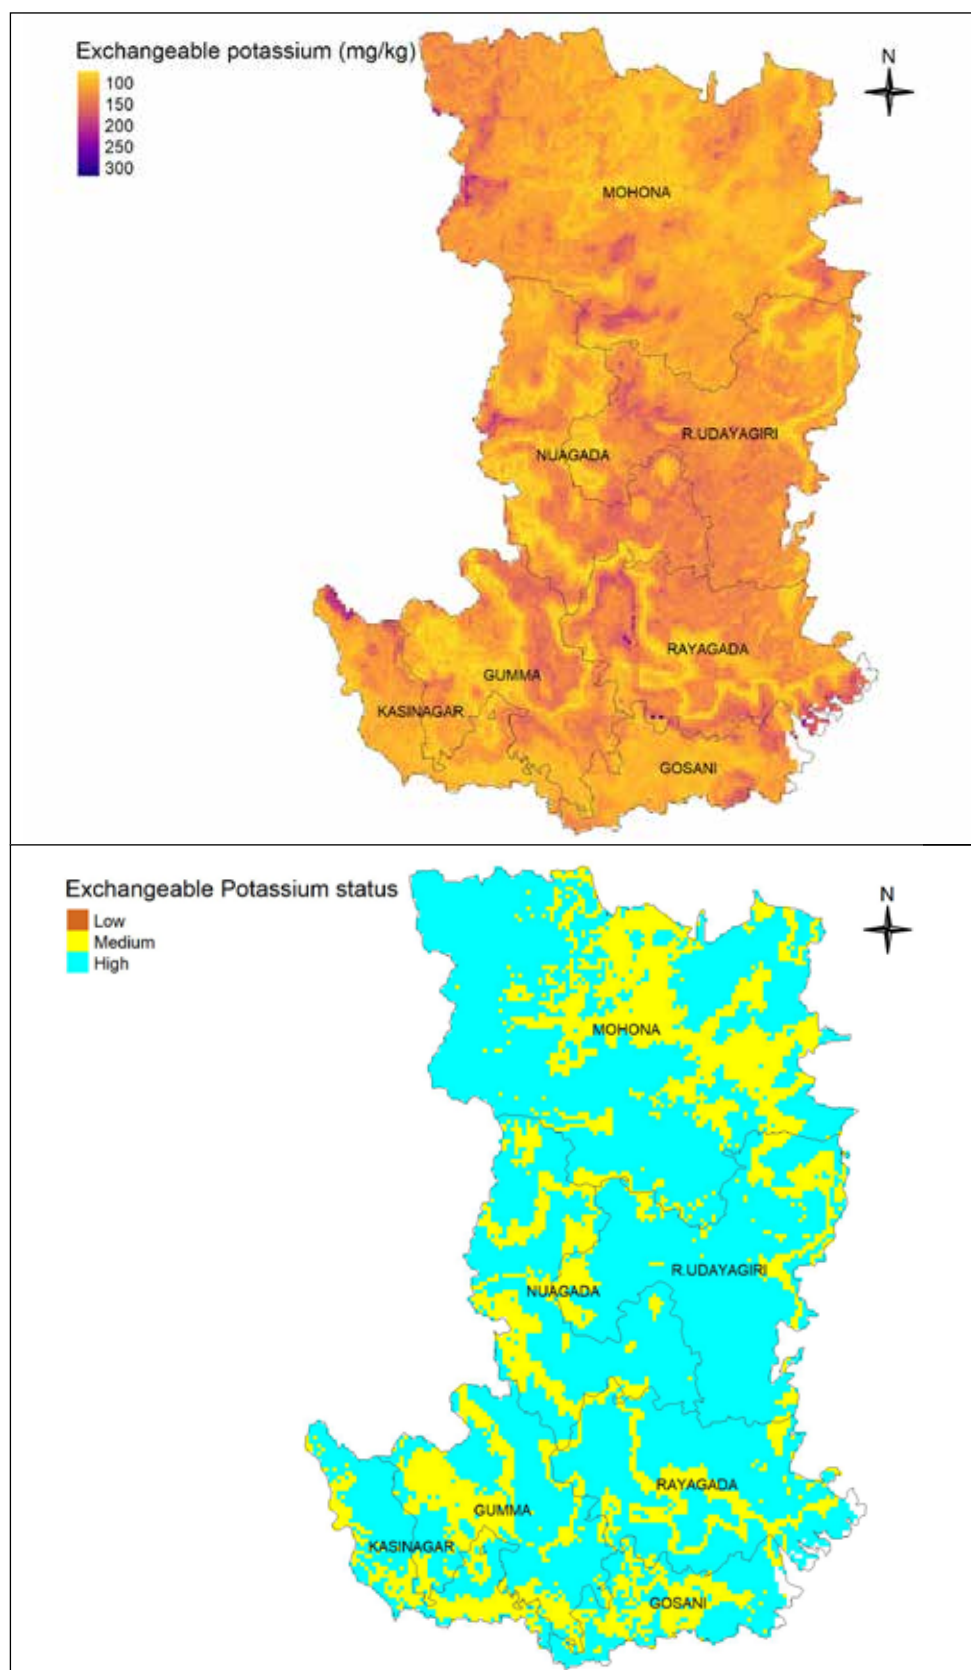 Exchangeable potassium (mg/kg)
100
150
200
250
300
N
MOHONA
R.UDAYAGIRI
NUAGADA
RAYAGADA
GUMMA
KASINAGAR
GOSANI
Exchangeable Potassium status
Low
Medium
High
N
MOHONA
R.UDAYAGIRI
NUAGADA
RAYAGADA
GUMMA
KASINAGAR
GOSANI